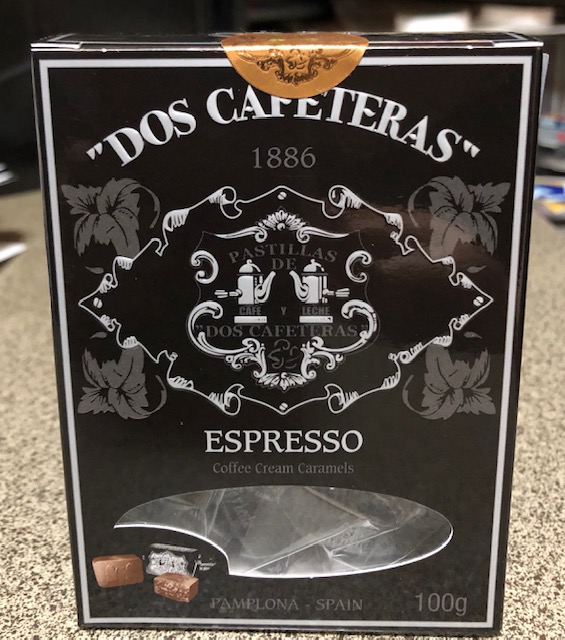 "DOS CAFETERAS"
1886
PASTILLAS
DE
CAFE Y LECHE
"DOS CAFETERAS"
ESPRESSO
Coffee Cream Caramels
PAMPLONA - SPAIN 100g